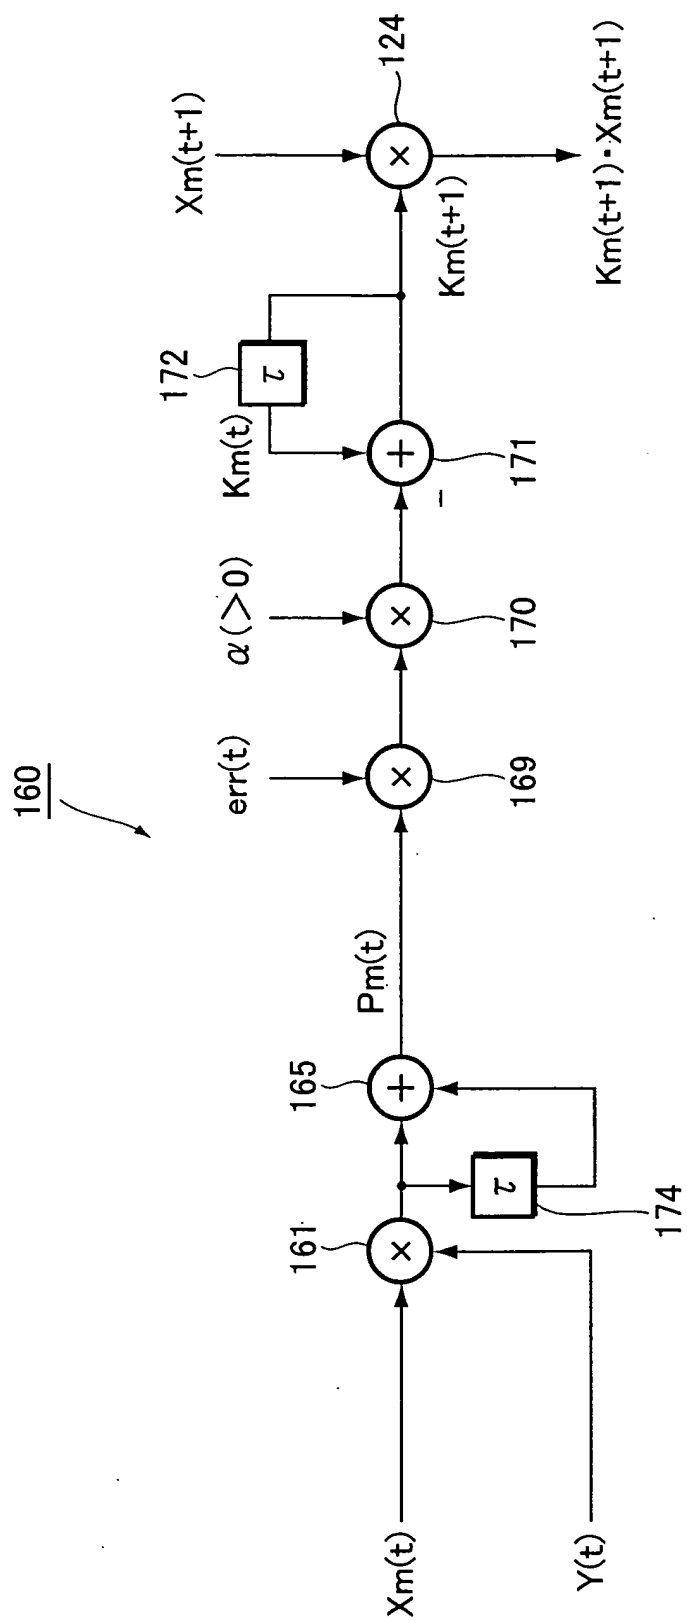 160
Xm(t)
Y(t)
161
τ
174
165
Pm(t)
err(t)
169
α(>0)
170
Km(t)
172
τ
−
171
Xm(t+1)
Km(t+1)
124
Km(t+1)・Xm(t+1)